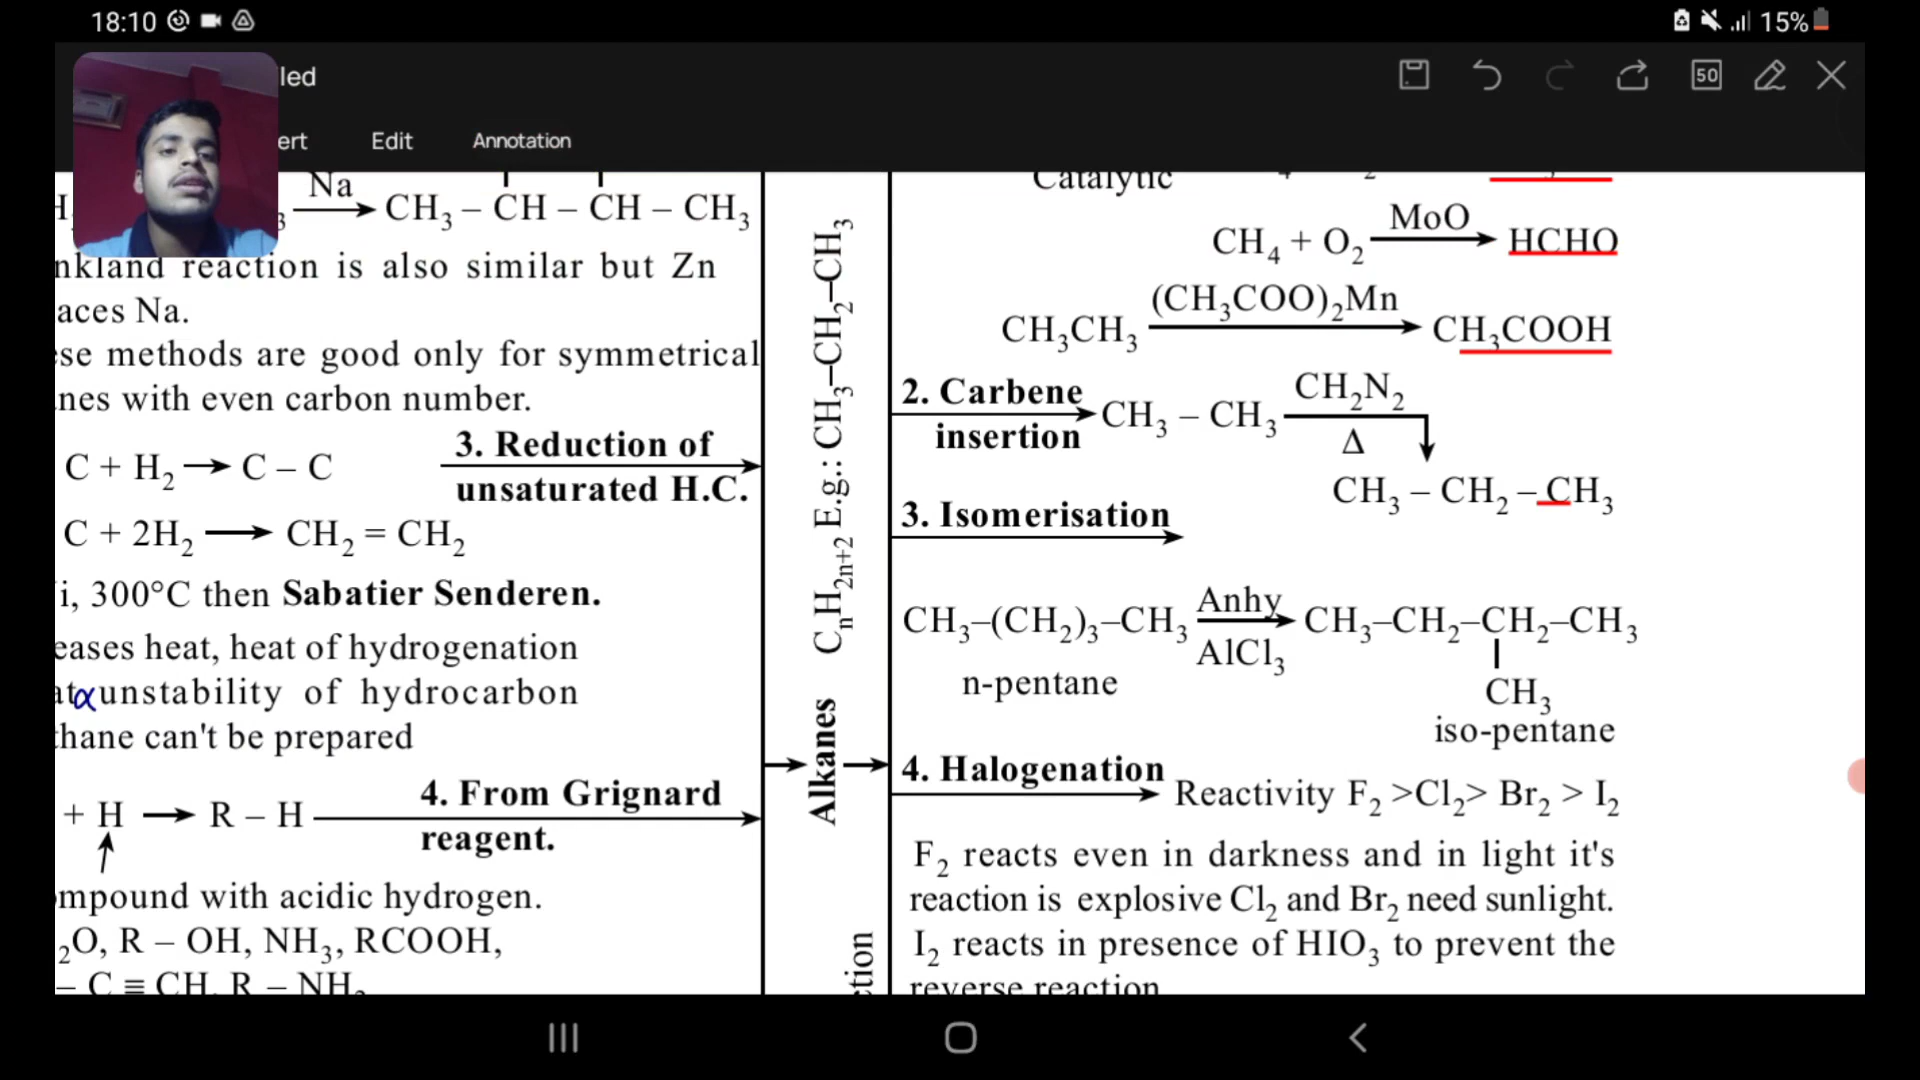 18:10
15%
led
50
ert Edit Annotation
Na
CH₃ – CH – CH – CH₃
nkland reaction is also similar but Zn
aces Na.
se methods are good only for symmetrical
nes with even carbon number.
C + H₂ → C – C
3. Reduction of
unsaturated H.C.
C + 2H₂ → CH₂ = CH₂
i, 300°C then Sabatier Senderen.
eases heat, heat of hydrogenation
at α unstability of hydrocarbon
thane can't be prepared
+ H → R – H
4. From Grignard
reagent.
ompound with acidic hydrogen.
₂O, R – OH, NH₃, RCOOH,
– C ≡ CH, R – NH₂
Alkanes CₙH₂ₙ₊₂ E.g.: CH₃–CH₂–CH₃
ction
Catalytic
CH₄ + O₂ MoO → HCHO
(CH₃COO)₂Mn
CH₃CH₃ → CH₃COOH
2. Carbene
insertion
CH₃ – CH₃ CH₂N₂
Δ
CH₃ – CH₂ – CH₃
3. Isomerisation
CH₃–(CH₂)₃–CH₃ Anhy → CH₃–CH₂–CH₂–CH₃
AlCl₃
CH₃
n-pentane
iso-pentane
4. Halogenation
Reactivity F₂ >Cl₂> Br₂ > I₂
F₂ reacts even in darkness and in light it's
reaction is explosive Cl₂ and Br₂ need sunlight.
I₂ reacts in presence of HIO₃ to prevent the
reverse reaction